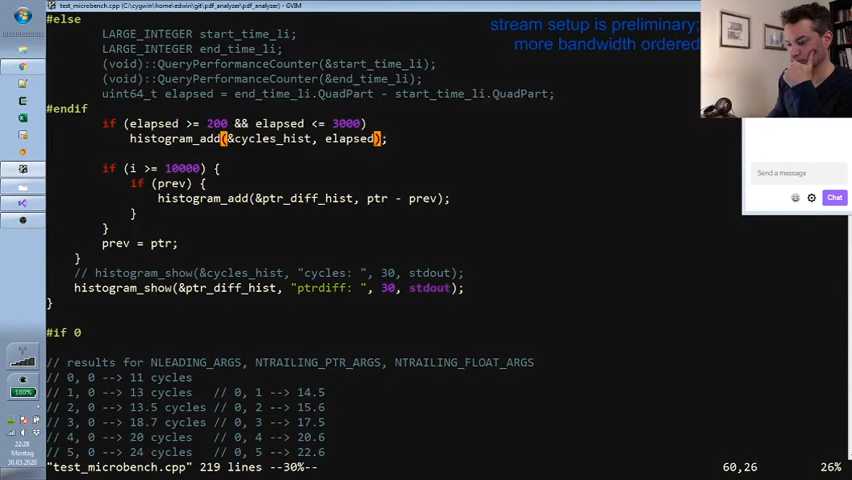 test_microbench.cpp (C:\cygwin\home\edwin\git\pdf_analyzer\pdf_analyzer) - GVIM
stream setup is preliminary;
more bandwidth ordered
#else
LARGE_INTEGER start_time_li;
LARGE_INTEGER end_time_li;
(void)::QueryPerformanceCounter(&start_time_li);
(void)::QueryPerformanceCounter(&end_time_li);
uint64_t elapsed = end_time_li.QuadPart - start_time_li.QuadPart;
#endif
if (elapsed >= 200 && elapsed <= 3000)
histogram_add(&cycles_hist, elapsed);
if (i >= 10000) {
if (prev) {
histogram_add(&ptr_diff_hist, ptr - prev);
}
}
prev = ptr;
}
// histogram_show(&cycles_hist, "cycles: ", 30, stdout);
histogram_show(&ptr_diff_hist, "ptrdiff: ", 30, stdout);
}
#if 0
// results for NLEADING_ARGS, NTRAILING_PTR_ARGS, NTRAILING_FLOAT_ARGS
// 0, 0 --> 11 cycles
// 1, 0 --> 13 cycles // 0, 1 --> 14.5
// 2, 0 --> 13.5 cycles // 0, 2 --> 15.6
// 3, 0 --> 18.7 cycles // 0, 3 --> 17.5
// 4, 0 --> 20 cycles // 0, 4 --> 20.6
// 5, 0 --> 24 cycles // 0, 5 --> 22.6
"test_microbench.cpp" 219 lines --30%--
60,26
26%
Send a message
Chat
100%
22:20
Montag
30.03.2020